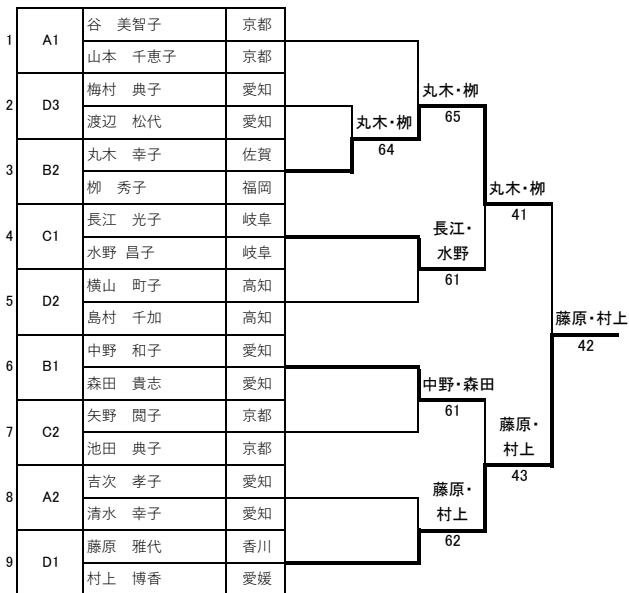 1 A1 谷 美智子 京都
山本 千恵子 京都
2 D3 梅村 典子 愛知
渡辺 松代 愛知
3 B2 丸木 幸子 佐賀
栁 秀子 福岡
4 C1 長江 光子 岐阜
水野 昌子 岐阜
5 D2 横山 町子 高知
島村 千加 高知
6 B1 中野 和子 愛知
森田 貴志 愛知
7 C2 矢野 閲子 京都
池田 典子 京都
8 A2 吉次 孝子 愛知
清水 幸子 愛知
9 D1 藤原 雅代 香川
村上 博香 愛媛
丸木・栁
64
丸木・栁
65
長江・
水野
61
丸木・栁
41
中野・森田
61
藤原・
村上
62
藤原・
村上
43
藤原・村上
42